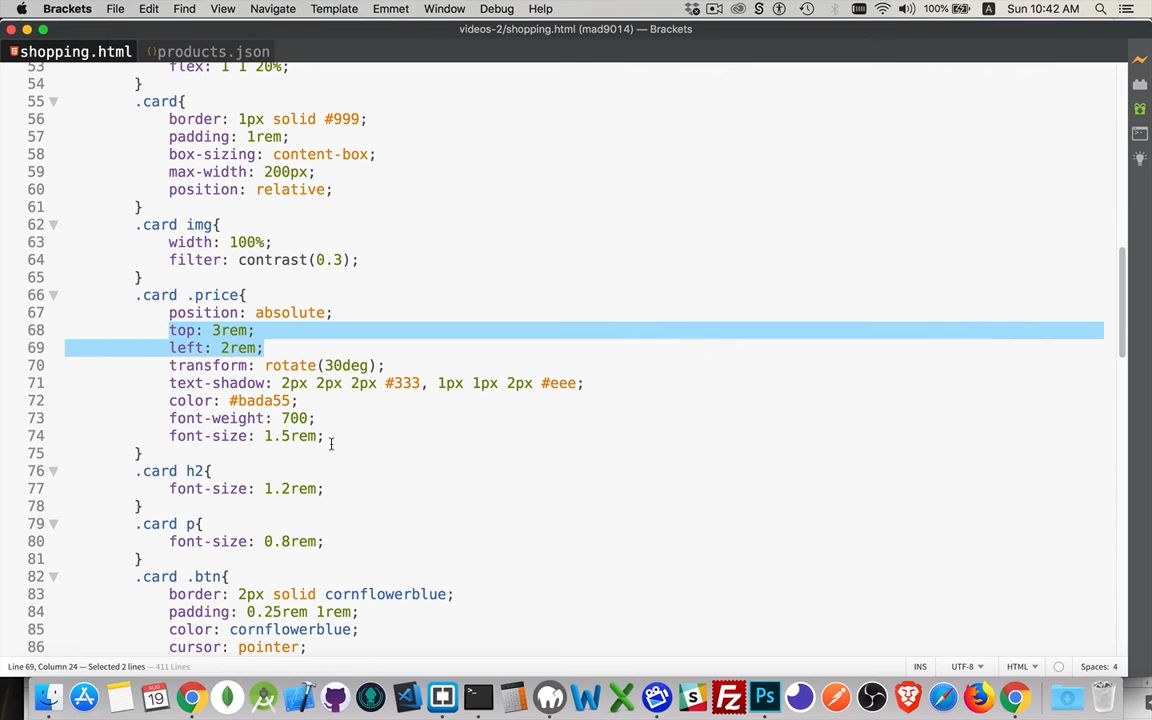 Brackets File Edit Find View Navigate Template Emmet Window Debug Help 100% A Sun 10:42 AM
videos-2/shopping.html (mad9014) — Brackets
shopping.html products.json
53 flex: 1 1 20%;
54 }
55 .card{
56 border: 1px solid #999;
57 padding: 1rem;
58 box-sizing: content-box;
59 max-width: 200px;
60 position: relative;
61 }
62 .card img{
63 width: 100%;
64 filter: contrast(0.3);
65 }
66 .card .price{
67 position: absolute;
68 top: 3rem;
69 left: 2rem;
70 transform: rotate(30deg);
71 text-shadow: 2px 2px 2px #333, 1px 1px 2px #eee;
72 color: #bada55;
73 font-weight: 700;
74 font-size: 1.5rem;
75 }
76 .card h2{
77 font-size: 1.2rem;
78 }
79 .card p{
80 font-size: 0.8rem;
81 }
82 .card .btn{
83 border: 2px solid cornflowerblue;
84 padding: 0.25rem 1rem;
85 color: cornflowerblue;
86 cursor: pointer;
Line 69, Column 24 — Selected 2 lines — 411 Lines INS UTF-8 HTML Spaces: 4
AUG 19 W X S Fz Ps